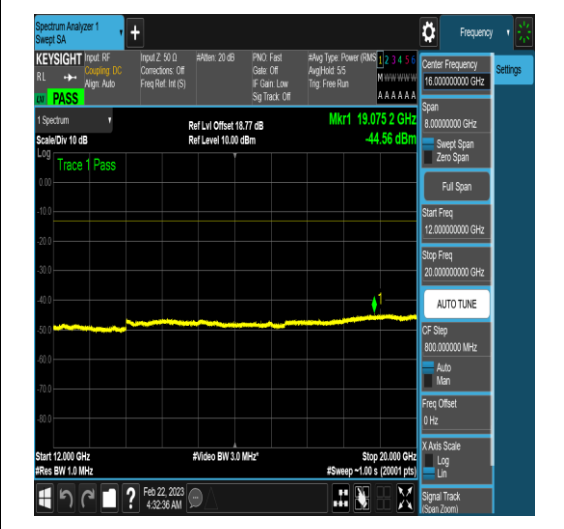 Spectrum Analyzer 1
Swept SA
Frequency
KEYSIGHT Input: RF Input Z: 50 Ω #Atten: 20 dB PNO: Fast #Avg Type: Power (RMS 1 2 3 4 5 6
RL Coupling: DC Corrections: Off Gate: Off Avg|Hold: 5/5 M W W W W W
Align: Auto Freq Ref: Int (S) IF Gain: Low Trig: Free Run
PASS Sig Track: Off A A A A A A
1 Spectrum
Ref Lvl Offset 18.77 dB Mkr1 19.075 2 GHz
Scale/Div 10 dB Ref Level 10.00 dBm -44.56 dBm
Log
Trace 1 Pass
0.00
-10.0
-20.0
-30.0
-40.0
1
-50.0
-60.0
-70.0
-80.0
Start 12.000 GHz #Video BW 3.0 MHz* Stop 20.000 GHz
#Res BW 1.0 MHz #Sweep ~1.00 s (20001 pts)
? Feb 22, 2023
4:32:36 AM
Center Frequency
16.000000000 GHz
Settings
Span
8.00000000 GHz
Swept Span
Zero Span
Full Span
Start Freq
12.000000000 GHz
Stop Freq
20.000000000 GHz
AUTO TUNE
CF Step
800.000000 MHz
Auto
Man
Freq Offset
0 Hz
X Axis Scale
Log
Lin
Signal Track
(Span Zoom)